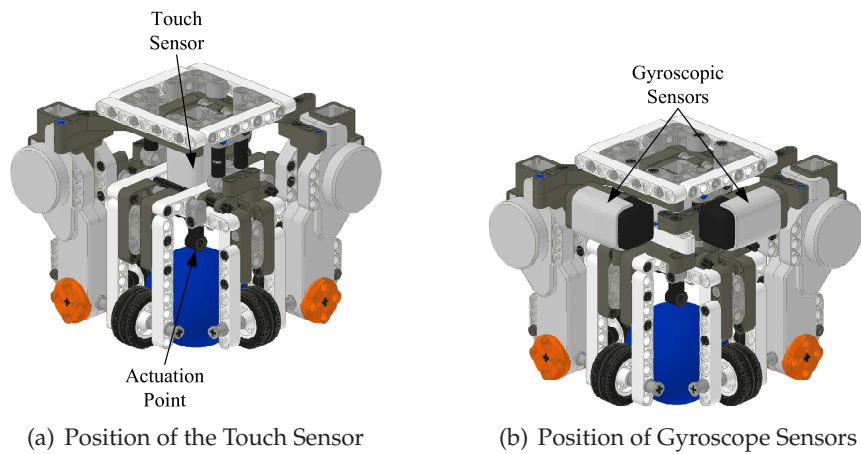 Touch
Sensor
Actuation
Point
(a) Position of the Touch Sensor
Gyroscopic
Sensors
(b) Position of Gyroscope Sensors